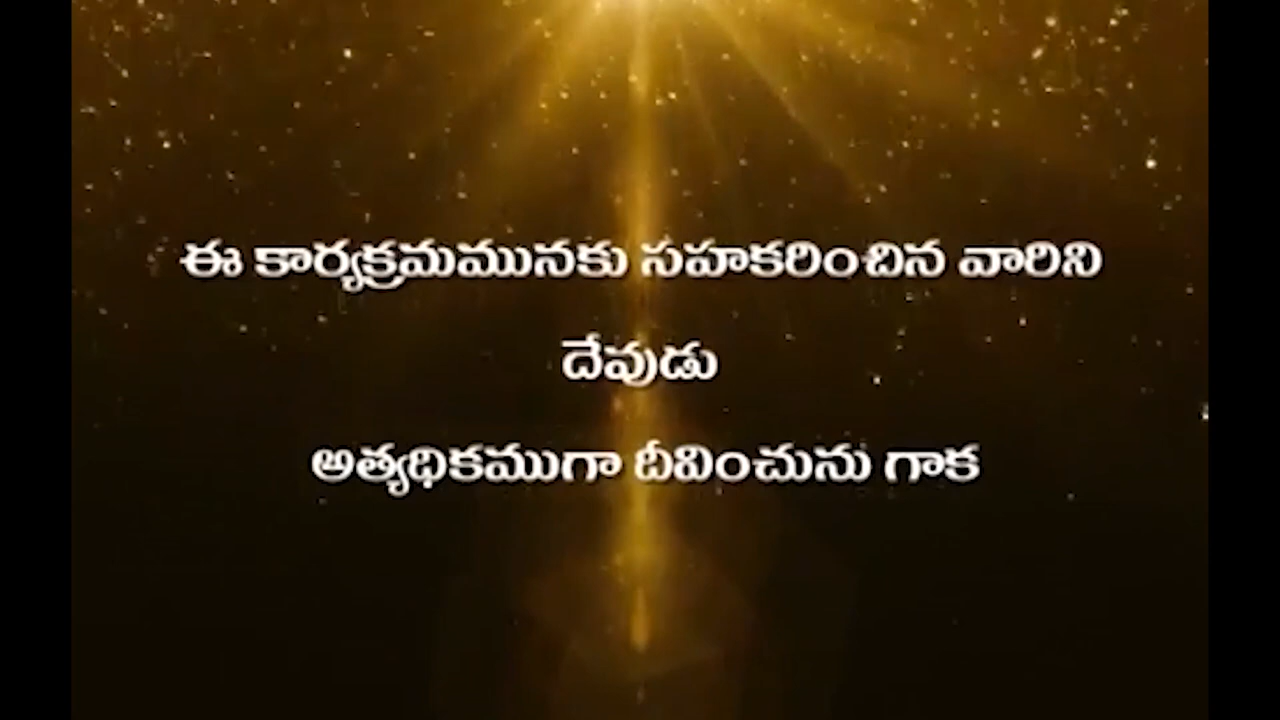 ఈ కార్యక్రమమునకు సహకరించిన వారిని
దేవుడు
అత్యధికముగా దీవించును గాక